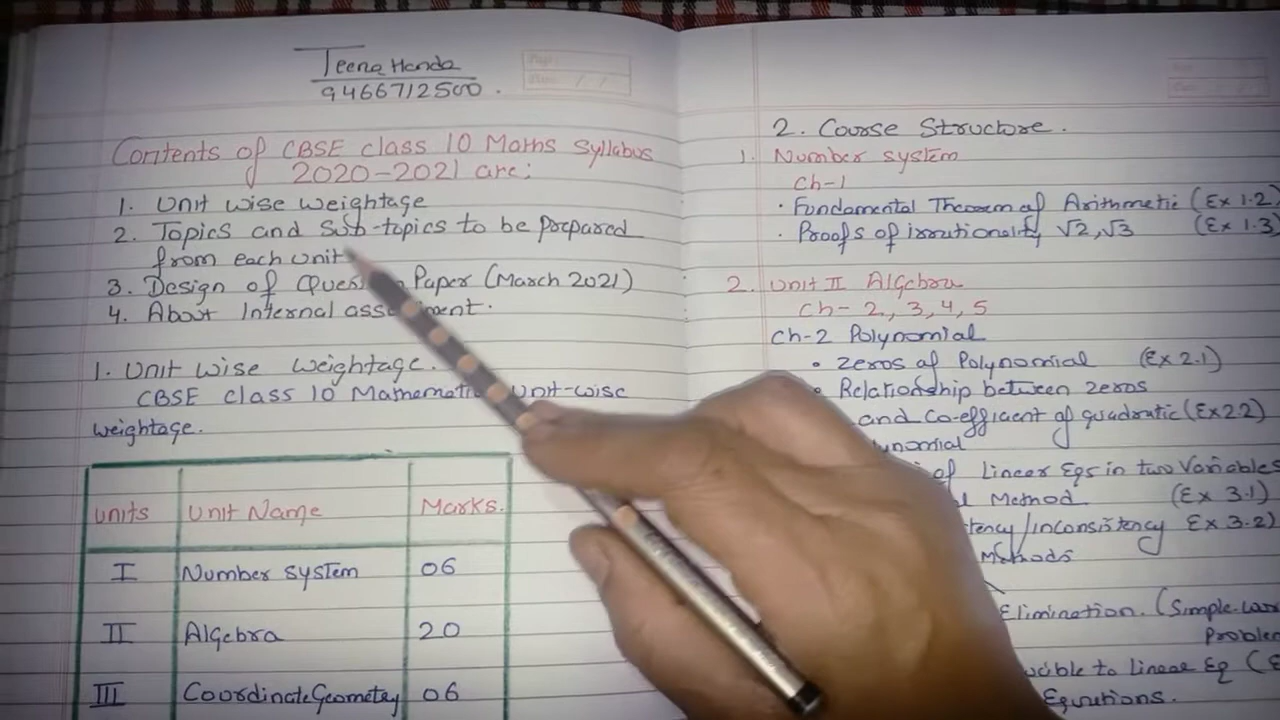 Teena Handa
9466712500.
Contents of CBSE class 10 Maths Syllabus
2020-2021 are:
1. Unit wise weightage
2. Topics and Sub-topics to be prepared
from each unit
3. Design of Paper (March 2021)
4. About Internal
1. Unit wise weightage.
CBSE class 10 Unit-wise
weightage.
units Unit Name Marks.
I Number system 06
II Algebra 20
III Coordinate Geometry 06
2. Course Structure.
1. Number system
Ch-1
• Fundamental Theorem of Arithmetic (Ex 1.2)
• Proofs of irrationality √2, √3 (Ex 1.3)
2. Unit II Algebra
Ch- 2, 3, 4, 5
Ch-2 Polynomial
• Zeros of Polynomial (Ex 2.1)
• Relationship between zeros
and Co-efficient of quadratic (Ex 2.2)
of Linear Eqs in two Variables
Method (Ex 3.1)
/inconsistency Ex 3.2)
Methods
Elimination. (Simple
to linear Eq (
Equations.